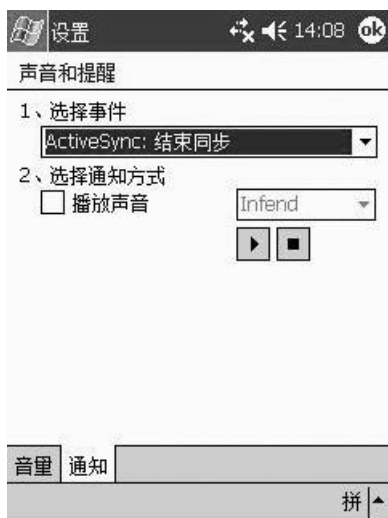 设置 14:08 ok
声音和提醒
1、选择事件
ActiveSync: 结束同步
2、选择通知方式
播放声音 Infend
音量 通知
拼